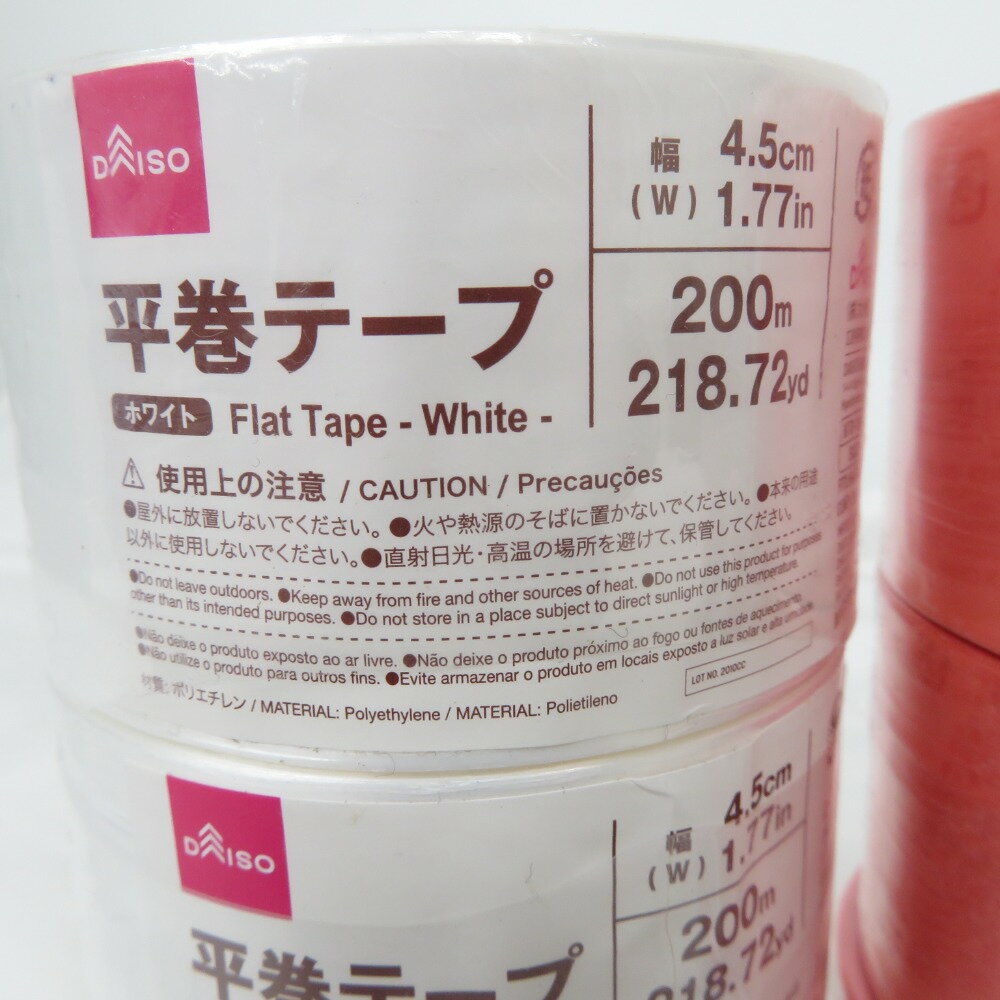 DAISO
幅 4.5cm
(W) 1.77in
200m
218.72yd
平巻テープ
ホワイト Flat Tape - White -
⚠ 使用上の注意 / CAUTION / Precauções
●屋外に放置しないでください。●火や熱源のそばに置かないでください。●本来の用途
以外に使用しないでください。●直射日光・高温の場所を避けて、保管してください。
●Do not leave outdoors. ●Keep away from fire and other sources of heat. ●Do not use this product for purposes
other than its intended purposes. ●Do not store in a place subject to direct sunlight or high temperature.
●Não deixe o produto exposto ao ar livre. ●Não deixe o produto próximo ao fogo ou fontes de aquecimento.
●Não utilize o produto para outros fins. ●Evite armazenar o produto em locais exposto a luz solar e alta umidade.
材質: ポリエチレン / MATERIAL: Polyethylene / MATERIAL: Polietileno
LOT NO. 2010CC
DAISO
幅 4.5cm
(W) 1.77in
200m
218.72yd
平巻テープ